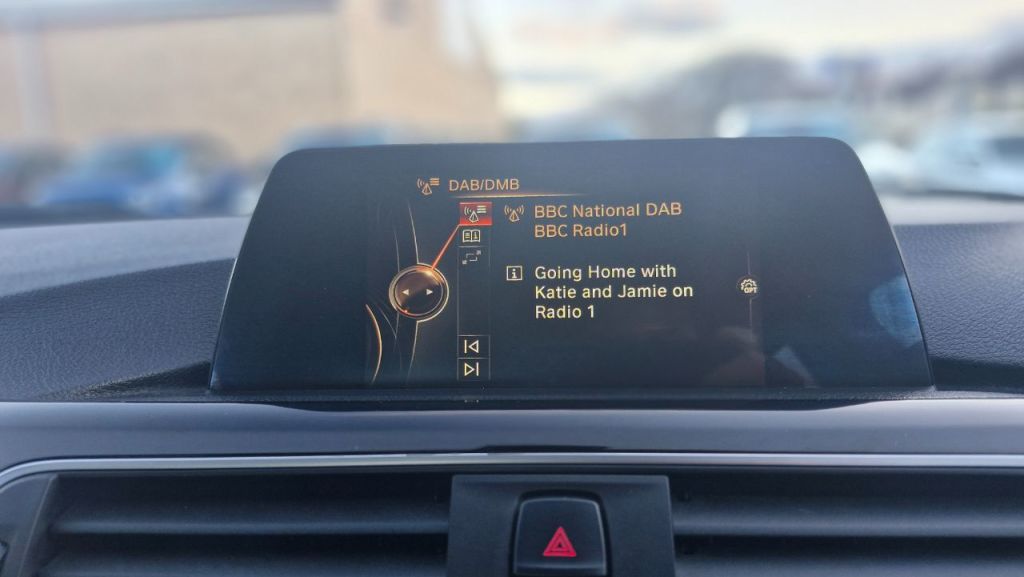 DAB/DMB
BBC National DAB
BBC Radio1
Going Home with
Katie and Jamie on
Radio 1
OPT